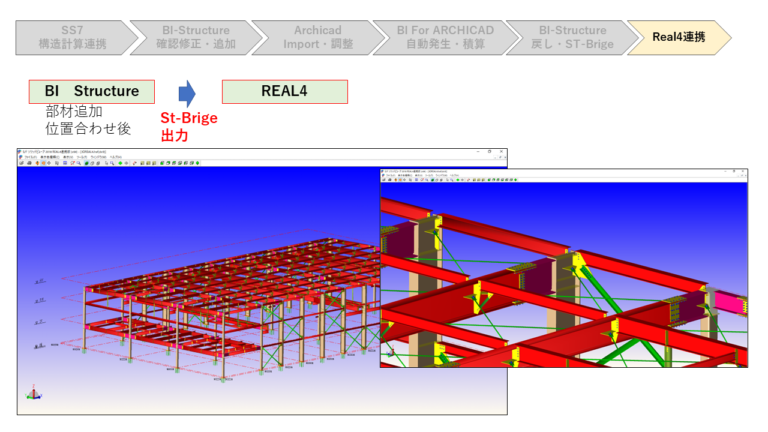 SS7
構造計算連携
BI-Structure
確認修正・追加
Archicad
Import・調整
BI For ARCHICAD
自動発生・積算
BI-Structure
戻し・ST-Brige
Real4連携
BI　Structure
REAL4
部材追加
位置合わせ後
St-Brige
出力